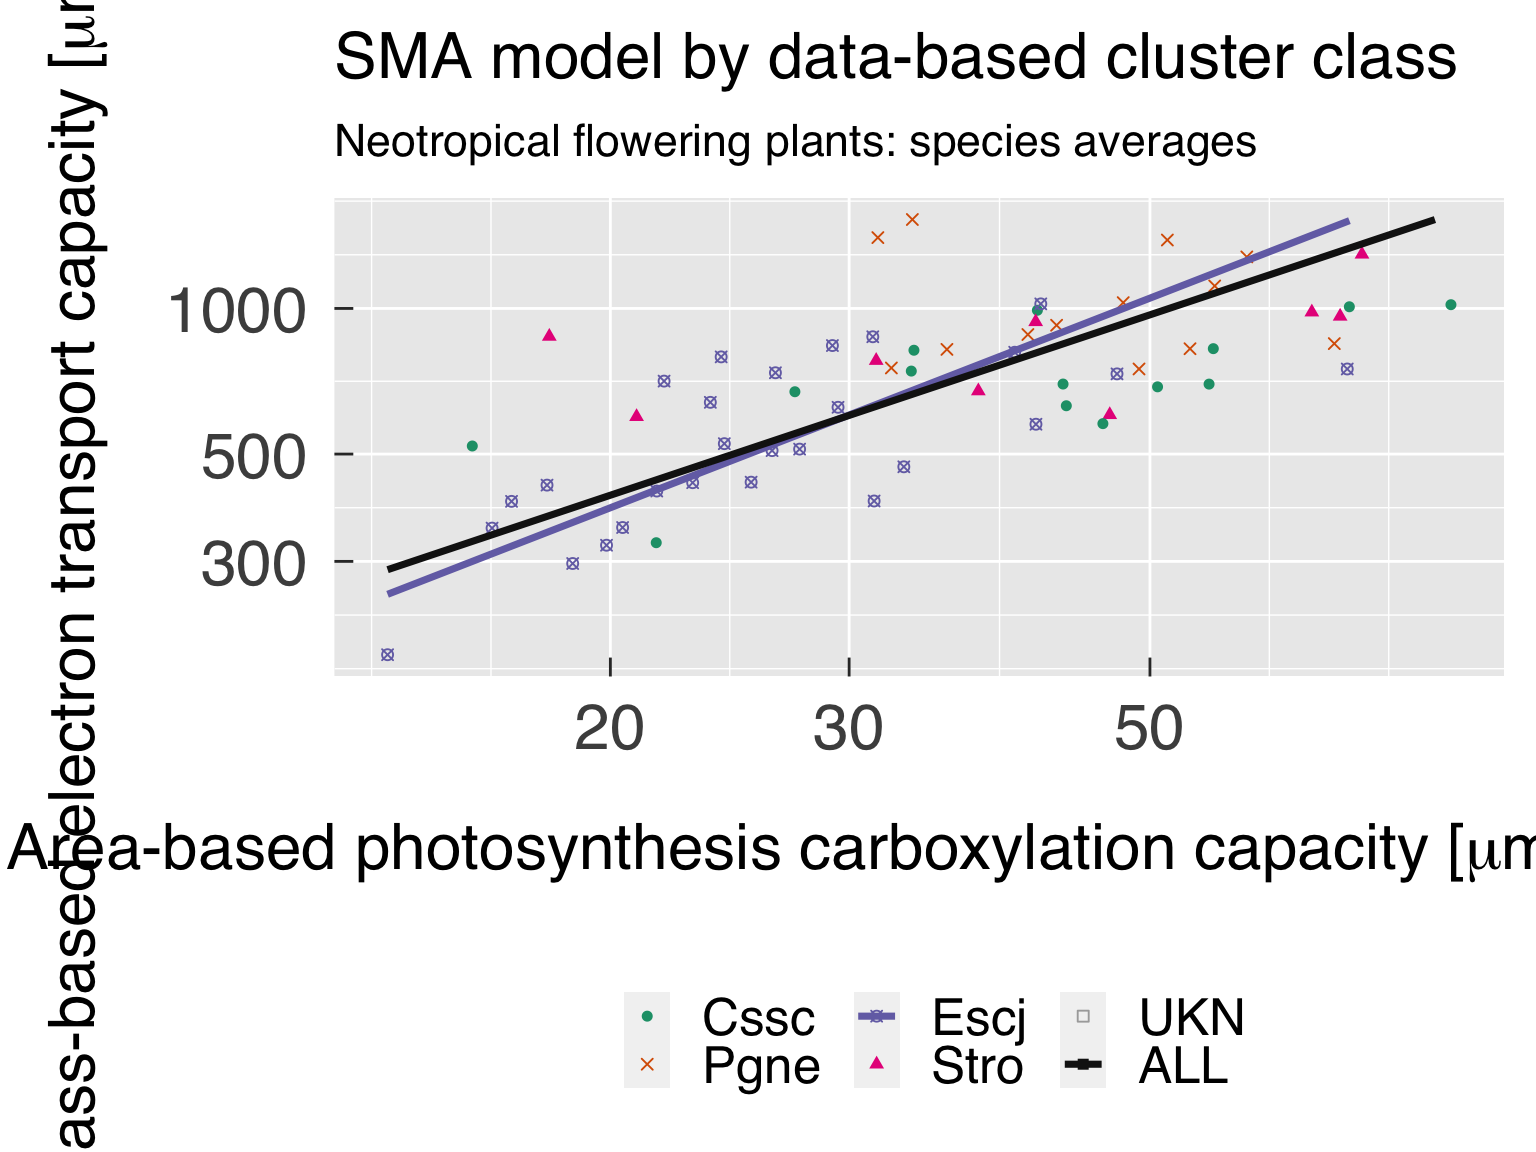 SMA model by data-based cluster class
Neotropical flowering plants: species averages
ass-based electron transport capacity [μ
1000
500
300
20
30
50
Area-based photosynthesis carboxylation capacity [μm
Cssc
Escj
UKN
Pgne
Stro
ALL